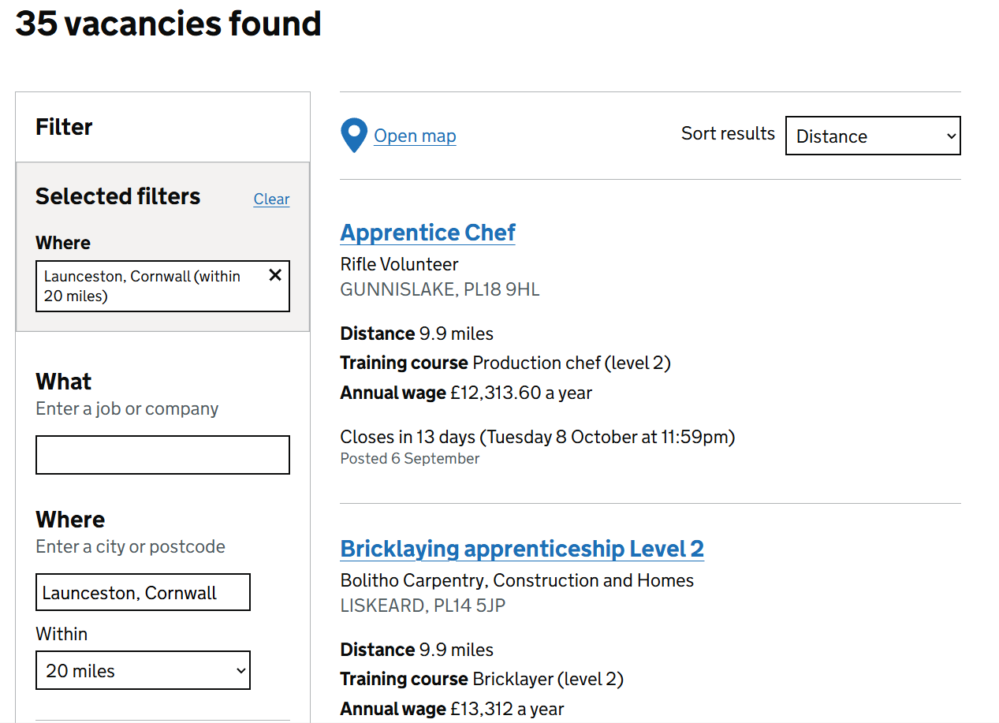 35 vacancies found
Filter
Selected filters
Clear
Where
Launceston, Cornwall (within
20 miles)
What
Enter a job or company
Where
Enter a city or postcode
Launceston, Cornwall
Within
20 miles
Open map
Sort results
Distance
Apprentice Chef
Rifle Volunteer
GUNNISLAKE, PL18 9HL
Distance 9.9 miles
Training course Production chef (level 2)
Annual wage £12,313.60 a year
Closes in 13 days (Tuesday 8 October at 11:59pm)
Posted 6 September
Bricklaying apprenticeship Level 2
Bolitho Carpentry, Construction and Homes
LISKEARD, PL14 5JP
Distance 9.9 miles
Training course Bricklayer (level 2)
Annual wage £13,312 a year